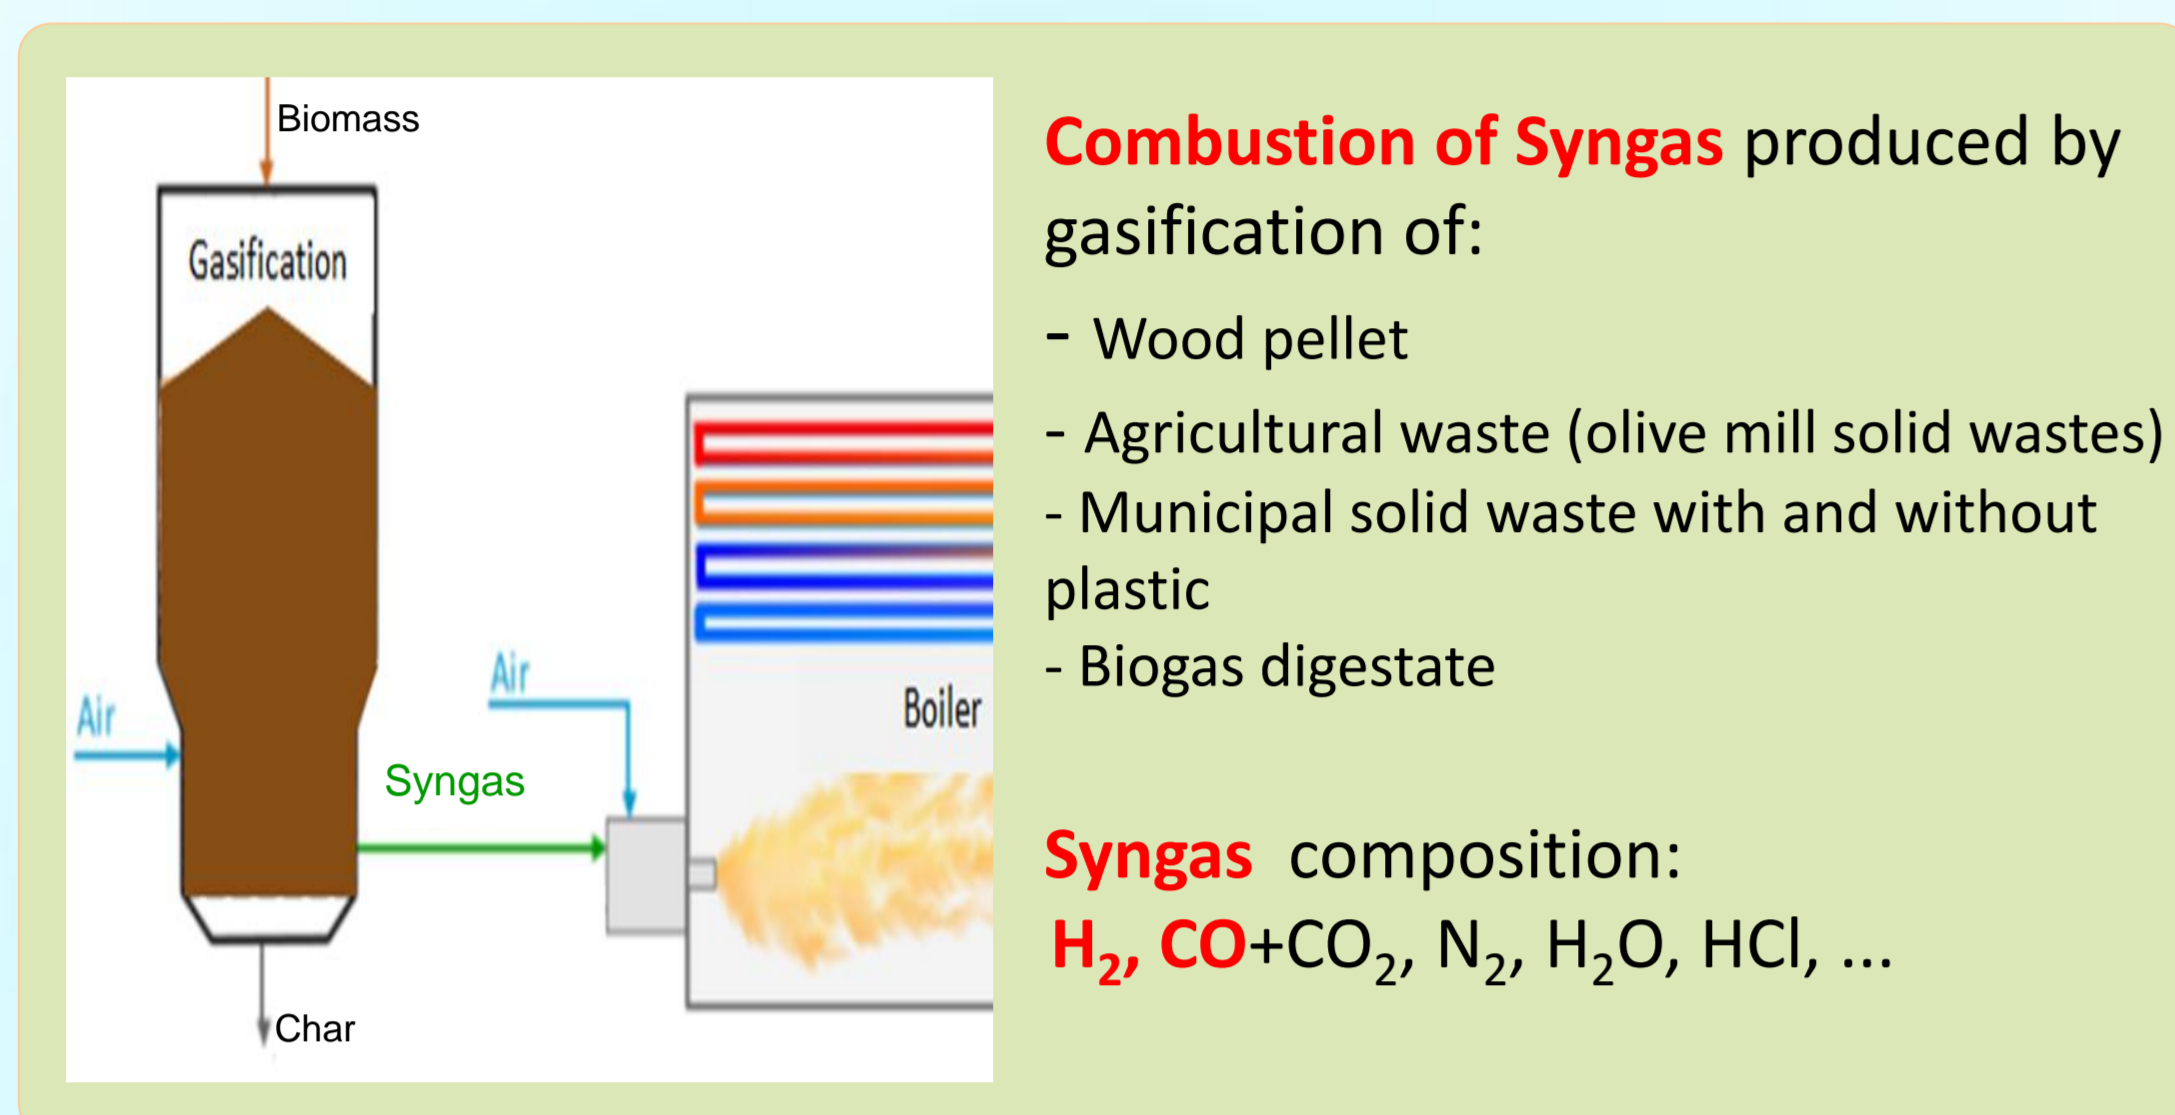 Biomass
Gasification
Air
Air
Syngas
Boiler
Char
Combustion of Syngas produced by
gasification of:
- Wood pellet
- Agricultural waste (olive mill solid wastes)
- Municipal solid waste with and without
plastic
- Biogas digestate
Syngas composition:
H₂, CO+CO₂, N₂, H₂O, HCl, ...